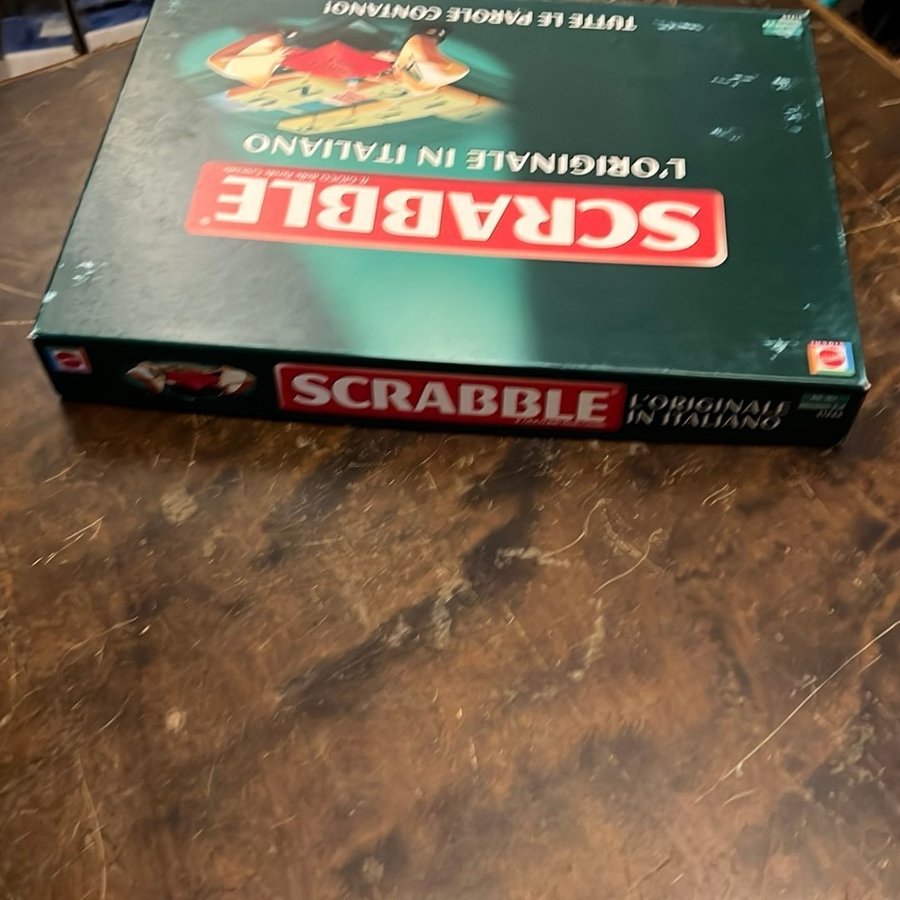 SCRABBLE
L'ORIGINALE IN ITALIANO
TUTTE LE PAROLE CONTANO!
SCRABBLE
L'ORIGINALE
IN ITALIANO